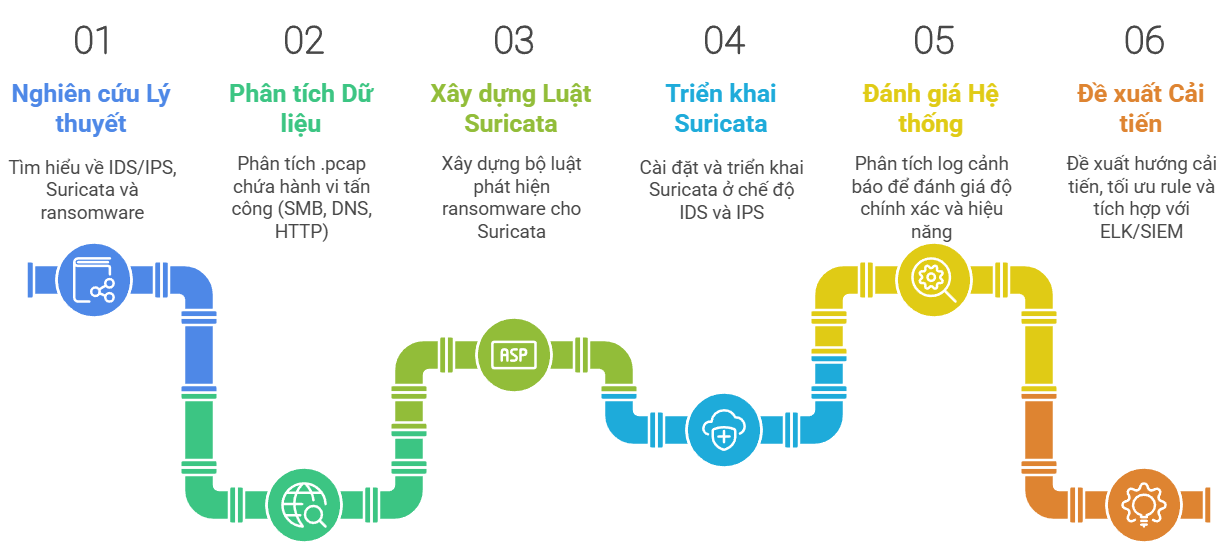 01
Nghiên cứu Lý
thuyết
Tìm hiểu về IDS/IPS,
Suricata và
ransomware
02
Phân tích Dữ
liệu
Phân tích .pcap
chứa hành vi tấn
công (SMB, DNS,
HTTP)
03
Xây dựng Luật
Suricata
Xây dựng bộ luật
phát hiện
ransomware cho
Suricata
04
Triển khai
Suricata
Cài đặt và triển khai
Suricata ở chế độ
IDS và IPS
05
Đánh giá Hệ
thống
Phân tích log cảnh
báo để đánh giá độ
chính xác và hiệu
năng
06
Đề xuất Cải
tiến
Đề xuất hướng cải
tiến, tối ưu rule và
tích hợp với
ELK/SIEM
ASP